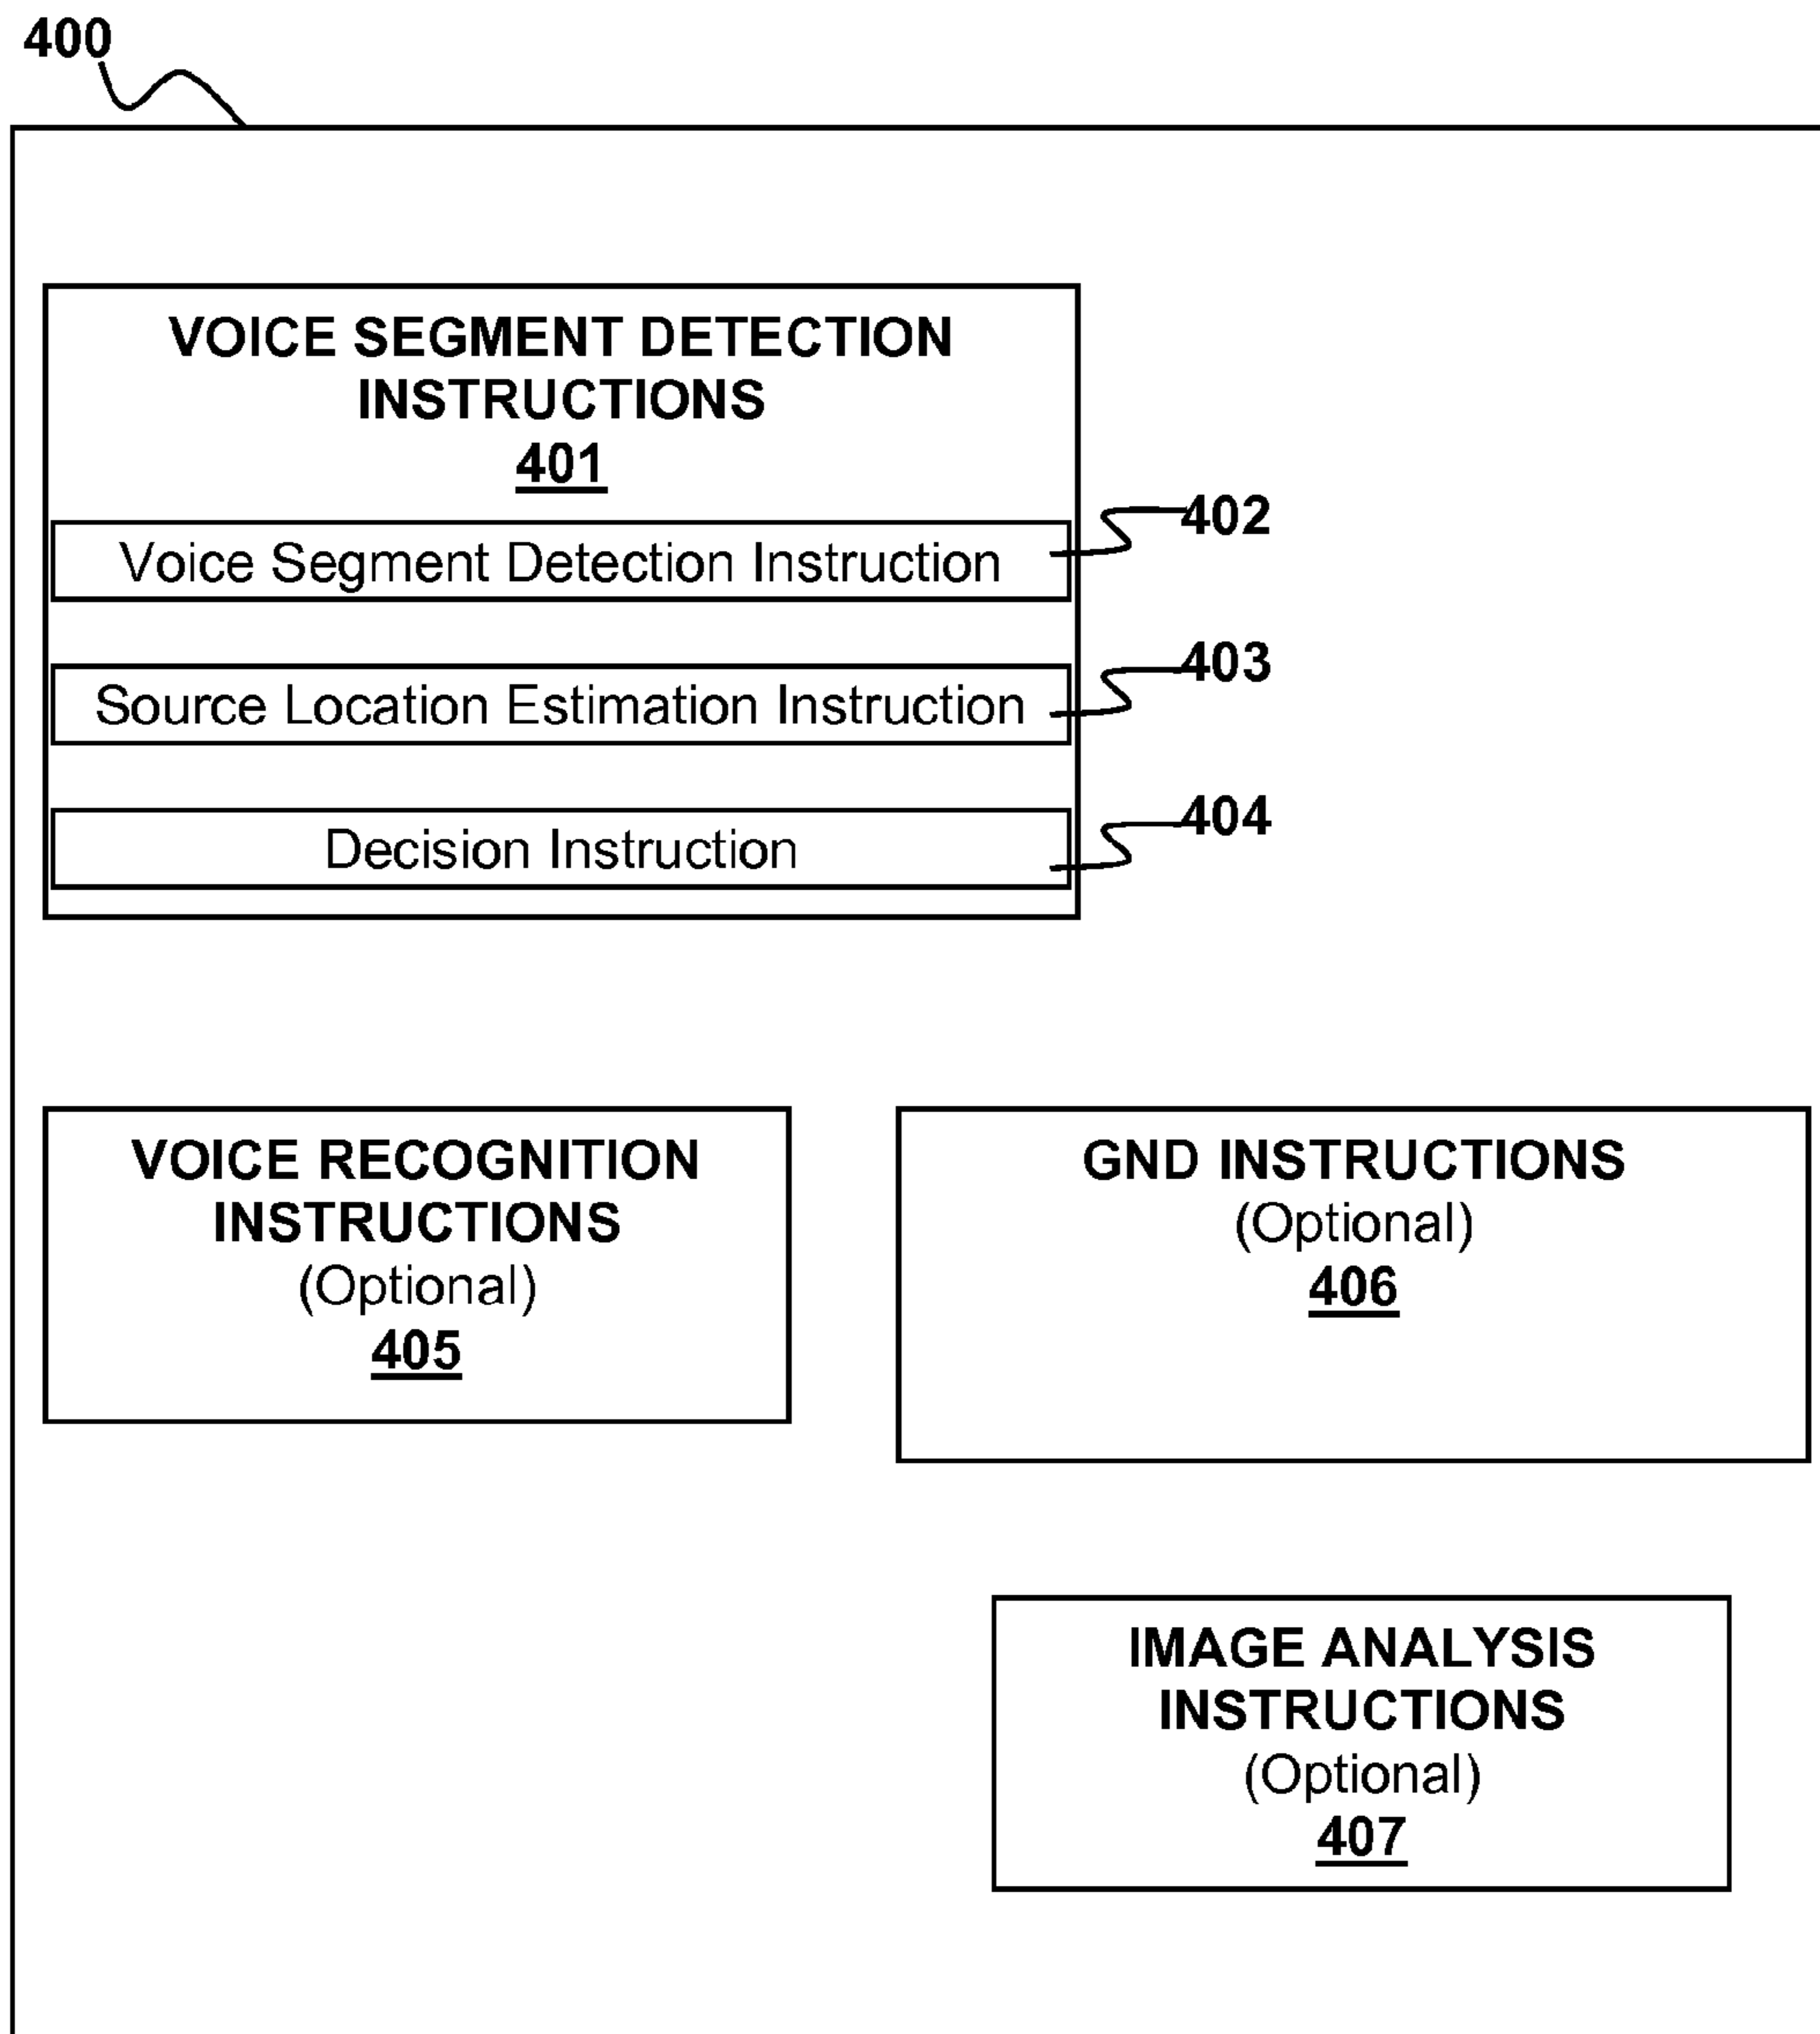 400
VOICE SEGMENT DETECTION
INSTRUCTIONS
401
Voice Segment Detection Instruction
402
Source Location Estimation Instruction
403
Decision Instruction
404
VOICE RECOGNITION
INSTRUCTIONS
(Optional)
405
GND INSTRUCTIONS
(Optional)
406
IMAGE ANALYSIS
INSTRUCTIONS
(Optional)
407